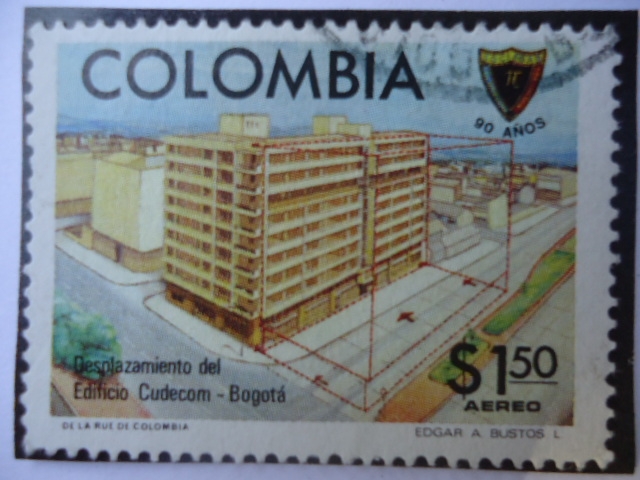 COLOMBIA
90 AÑOS
Desplazamiento del
Edificio Cudecom - Bogotá
$1.50
AEREO
DE LA RUE DE COLOMBIA
EDGAR A. BUSTOS L